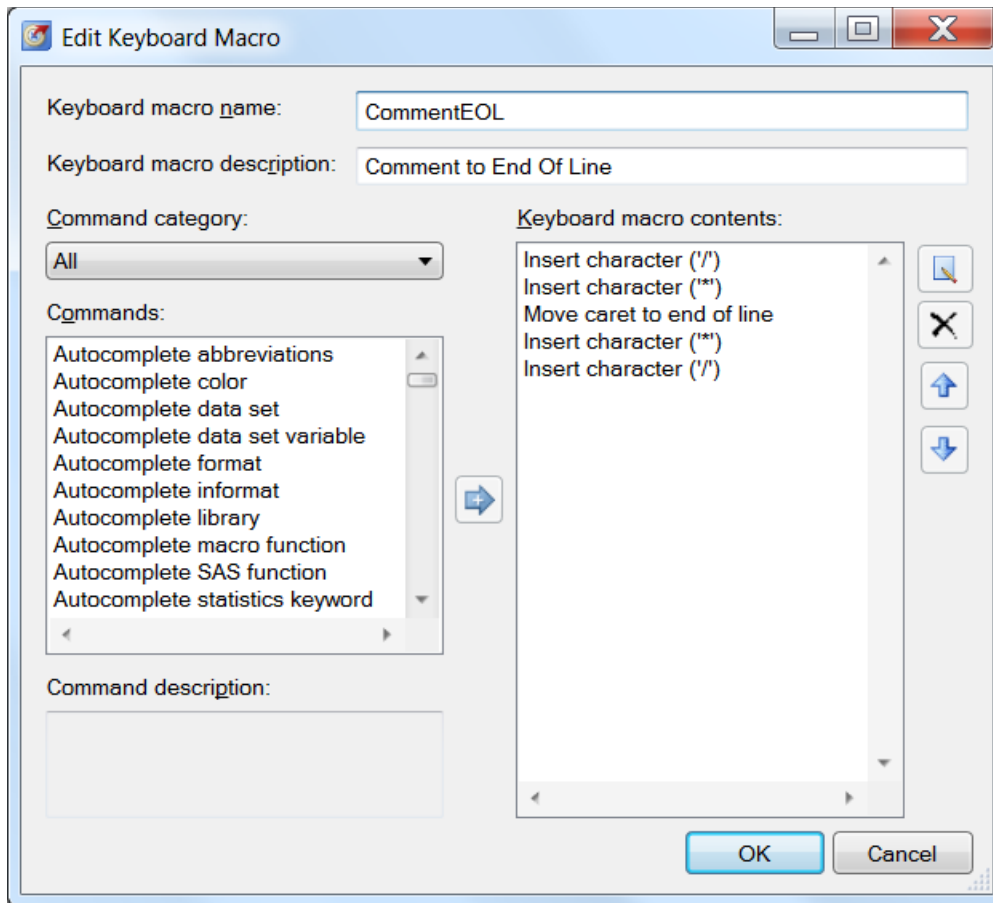 Edit Keyboard Macro
Keyboard macro name:
CommentEOL
Keyboard macro description:
Comment to End Of Line
Command category:
All
Commands:
Autocomplete abbreviations
Autocomplete color
Autocomplete data set
Autocomplete data set variable
Autocomplete format
Autocomplete informat
Autocomplete library
Autocomplete macro function
Autocomplete SAS function
Autocomplete statistics keyword
Command description:
Keyboard macro contents:
Insert character ('/')
Insert character ('*')
Move caret to end of line
Insert character ('*')
Insert character ('/')
OK
Cancel